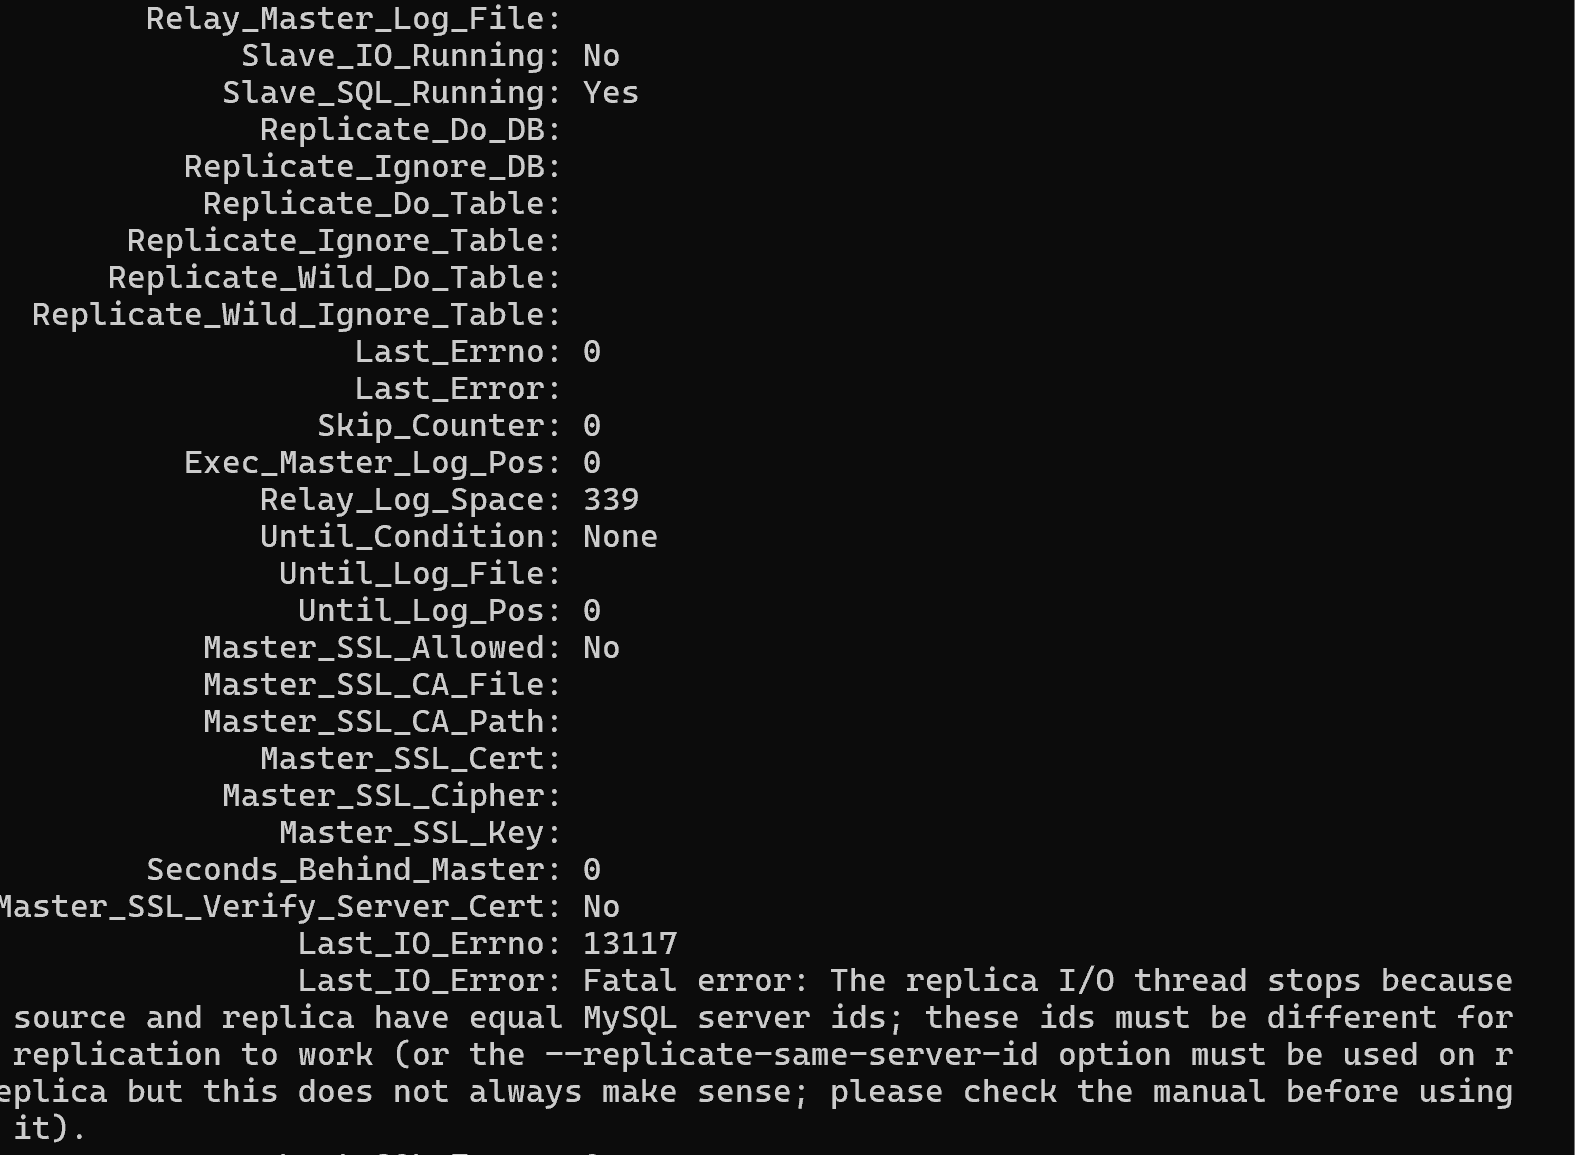 Relay_Master_Log_File:
Slave_IO_Running: No
Slave_SQL_Running: Yes
Replicate_Do_DB:
Replicate_Ignore_DB:
Replicate_Do_Table:
Replicate_Ignore_Table:
Replicate_Wild_Do_Table:
Replicate_Wild_Ignore_Table:
Last_Errno: 0
Last_Error:
Skip_Counter: 0
Exec_Master_Log_Pos: 0
Relay_Log_Space: 339
Until_Condition: None
Until_Log_File:
Until_Log_Pos: 0
Master_SSL_Allowed: No
Master_SSL_CA_File:
Master_SSL_CA_Path:
Master_SSL_Cert:
Master_SSL_Cipher:
Master_SSL_Key:
Seconds_Behind_Master: 0
Master_SSL_Verify_Server_Cert: No
Last_IO_Errno: 13117
Last_IO_Error: Fatal error: The replica I/O thread stops because
source and replica have equal MySQL server ids; these ids must be different for
replication to work (or the --replicate-same-server-id option must be used on r
eplica but this does not always make sense; please check the manual before using
it).